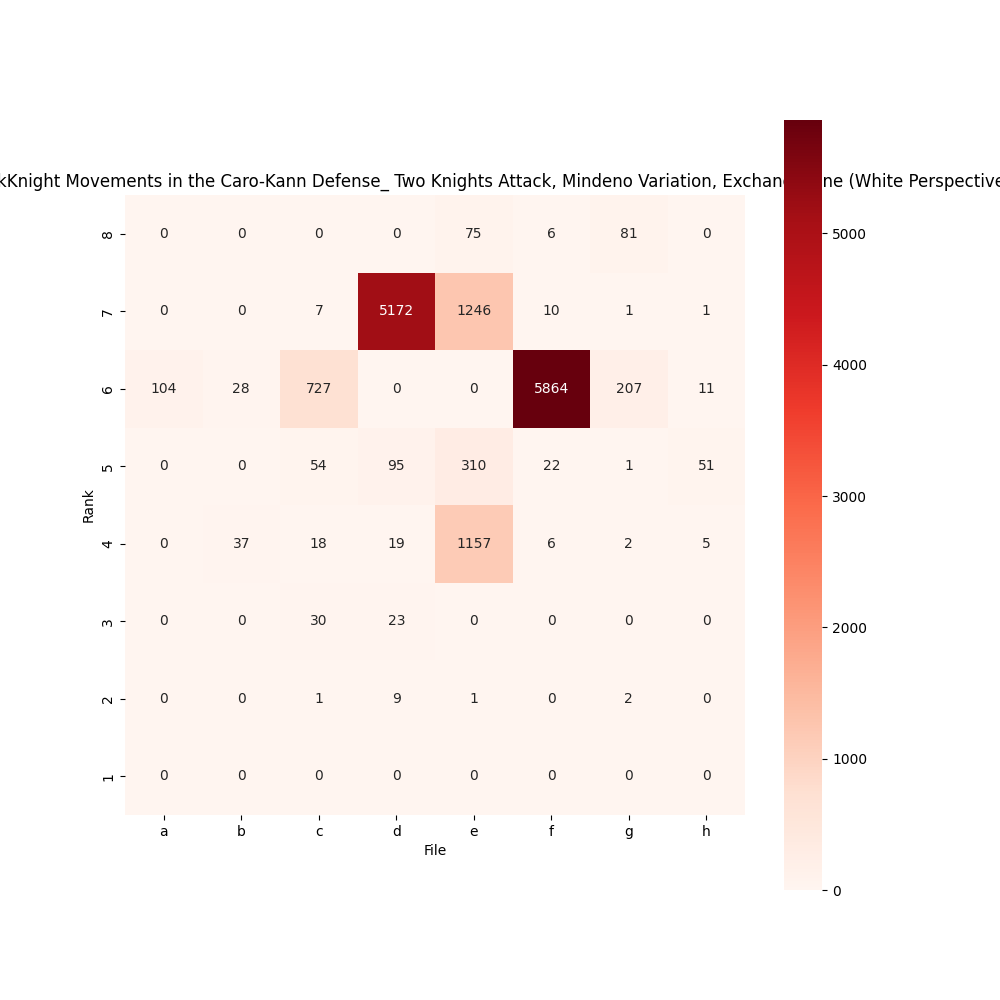 kKnight Movements in the Caro-Kann Defense_ Two Knights Attack, Mindeno Variation, Exchan ne (White Perspective
8 0 0 0 0 75 6 81 0
7 0 0 7 5172 1246 10 1 1
6 104 28 727 0 0 5864 207 11
5 0 0 54 95 310 22 1 51
4 0 37 18 19 1157 6 2 5
3 0 0 30 23 0 0 0 0
2 0 0 1 9 1 0 2 0
1 0 0 0 0 0 0 0 0
a b c d e f g h
File
Rank
5000
4000
3000
2000
1000
0